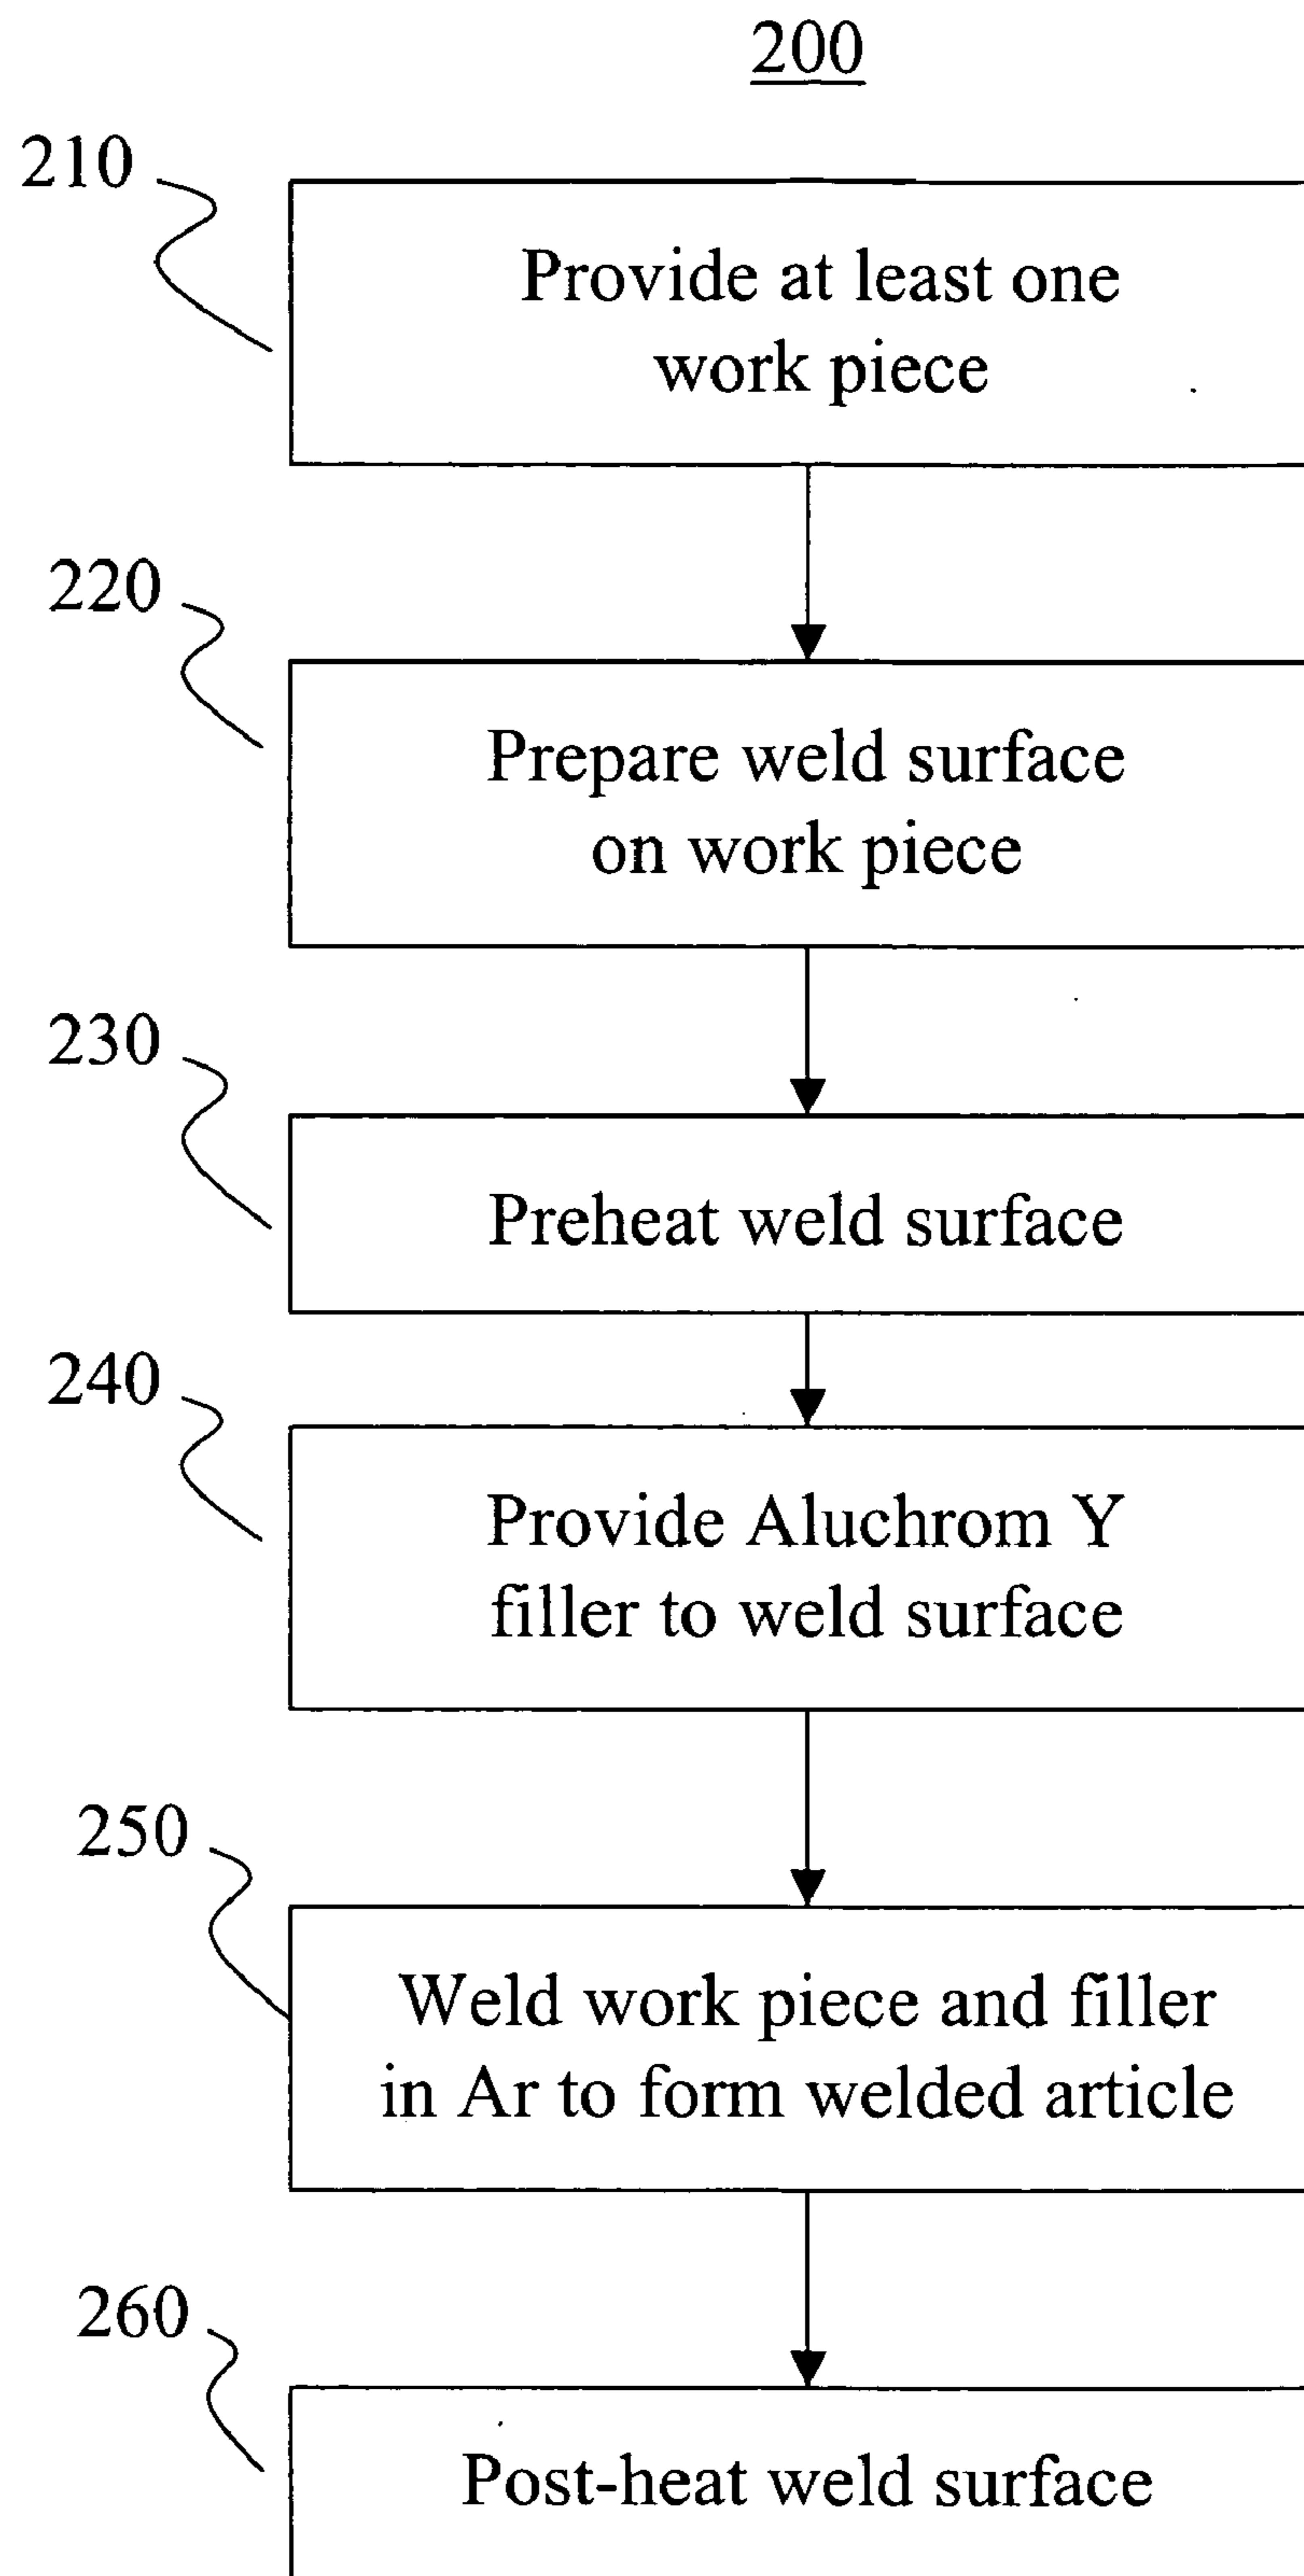 200
210
Provide at least one
work piece
220
Prepare weld surface
on work piece
230
Preheat weld surface
240
Provide Aluchrom Y
filler to weld surface
250
Weld work piece and filler
in Ar to form welded article
260
Post-heat weld surface